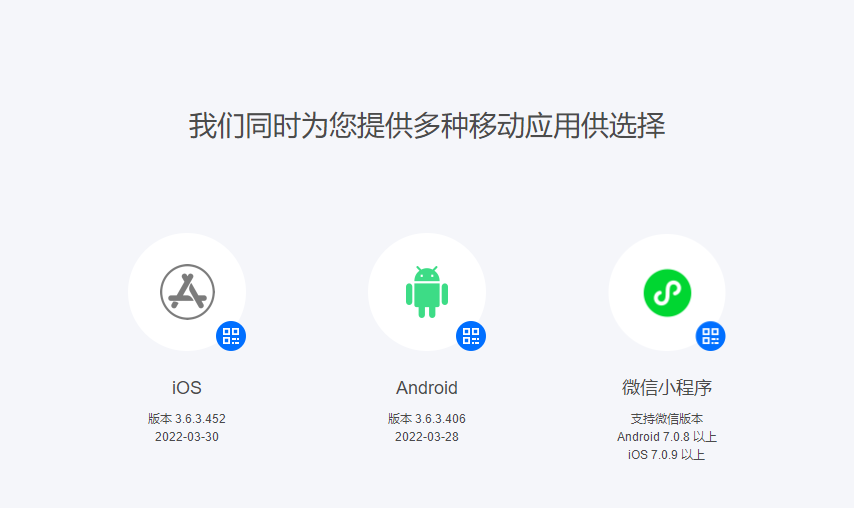 我们同时为您提供多种移动应用供选择
iOS
版本 3.6.3.452
2022-03-30
Android
版本 3.6.3.406
2022-03-28
微信小程序
支持微信版本
Android 7.0.8 以上
iOS 7.0.9 以上